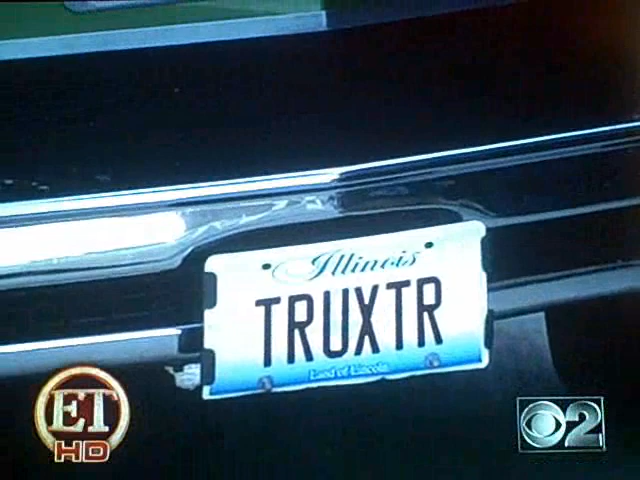 Illinois
TRUXTR
Land of Lincoln
ET
HD
2